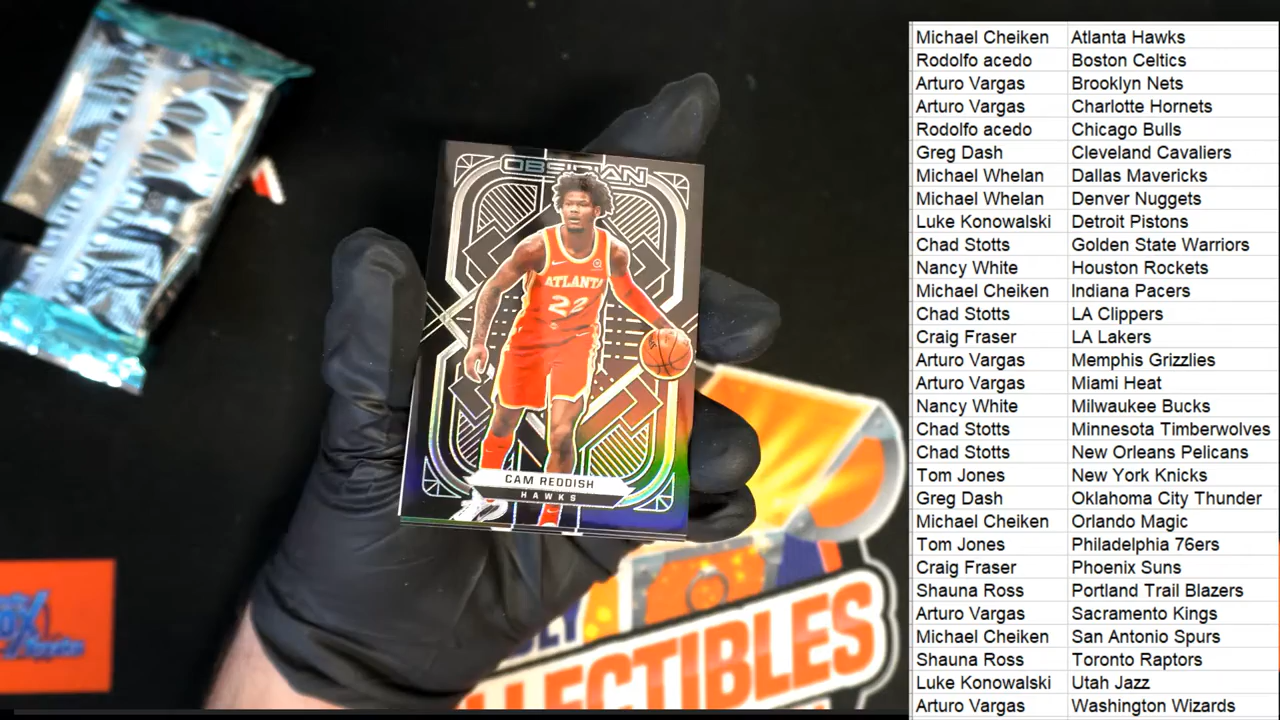 OBSIDIAN
ATLANTA
22
CAM REDDISH
HAWKS
LLECTIBLES
Michael Cheiken Atlanta Hawks
Rodolfo acedo Boston Celtics
Arturo Vargas Brooklyn Nets
Arturo Vargas Charlotte Hornets
Rodolfo acedo Chicago Bulls
Greg Dash Cleveland Cavaliers
Michael Whelan Dallas Mavericks
Michael Whelan Denver Nuggets
Luke Konowalski Detroit Pistons
Chad Stotts Golden State Warriors
Nancy White Houston Rockets
Michael Cheiken Indiana Pacers
Chad Stotts LA Clippers
Craig Fraser LA Lakers
Arturo Vargas Memphis Grizzlies
Arturo Vargas Miami Heat
Nancy White Milwaukee Bucks
Chad Stotts Minnesota Timberwolves
Chad Stotts New Orleans Pelicans
Tom Jones New York Knicks
Greg Dash Oklahoma City Thunder
Michael Cheiken Orlando Magic
Tom Jones Philadelphia 76ers
Craig Fraser Phoenix Suns
Shauna Ross Portland Trail Blazers
Arturo Vargas Sacramento Kings
Michael Cheiken San Antonio Spurs
Shauna Ross Toronto Raptors
Luke Konowalski Utah Jazz
Arturo Vargas Washington Wizards